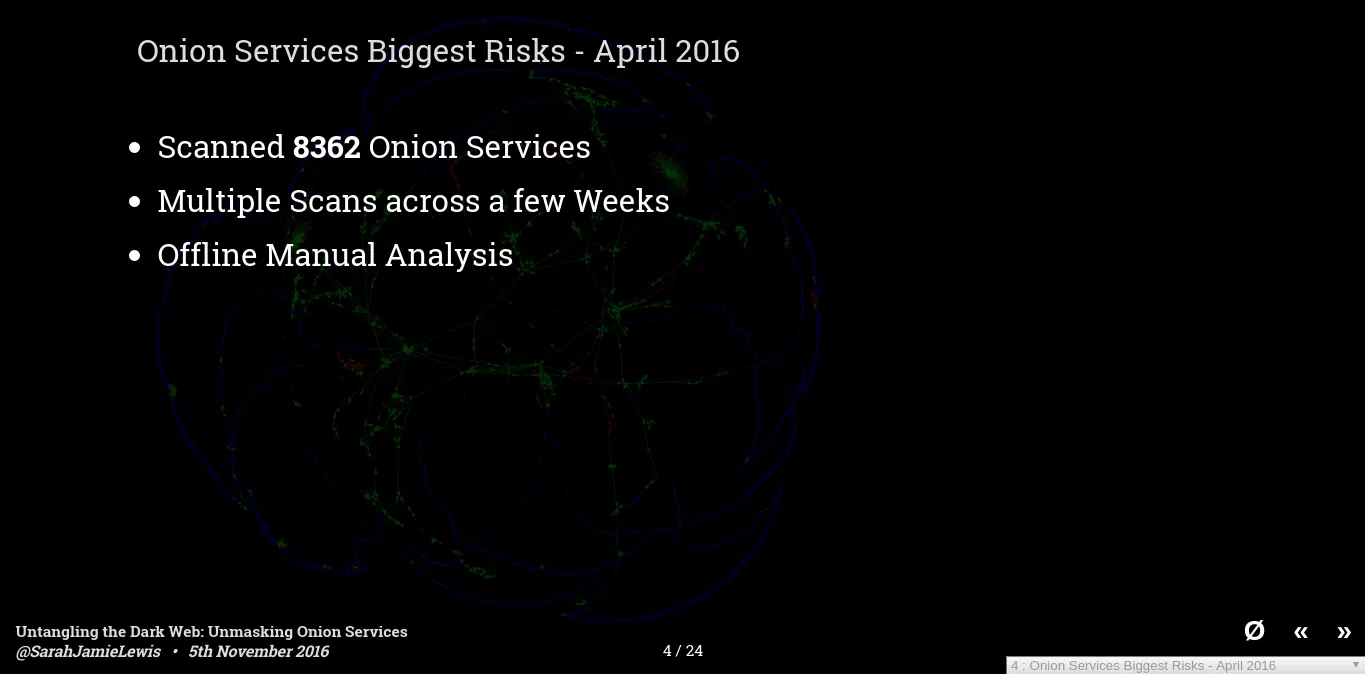 Onion Services Biggest Risks - April 2016
• Scanned 8362 Onion Services
• Multiple Scans across a few Weeks
• Offline Manual Analysis
Untangling the Dark Web: Unmasking Onion Services
@SarahJamieLewis • 5th November 2016
4 / 24
Ø « »
4 : Onion Services Biggest Risks - April 2016